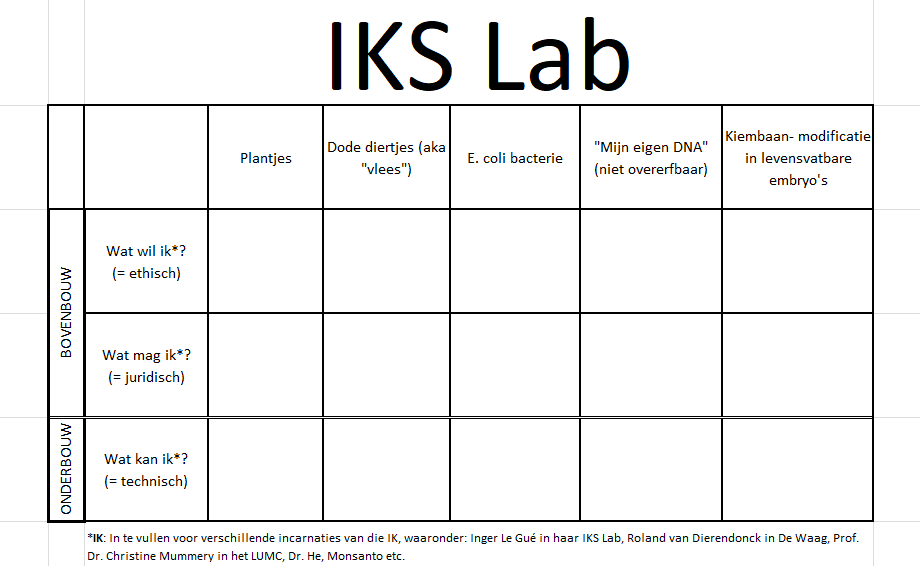 IKS Lab
Plantjes
Dode diertjes (aka
"vlees")
E. coli bacterie
"Mijn eigen DNA"
(niet overerfbaar)
Kiembaan- modificatie
in levensvatbare
embryo's
BOVENBOUW
Wat wil ik*?
(= ethisch)
Wat mag ik*?
(= juridisch)
ONDERBOUW
Wat kan ik*?
(= technisch)
*IK: In te vullen voor verschillende incarnaties van die IK, waaronder: Inger Le Gué in haar IKS Lab, Roland van Dierendonck in De Waag, Prof.
Dr. Christine Mummery in het LUMC, Dr. He, Monsanto etc.